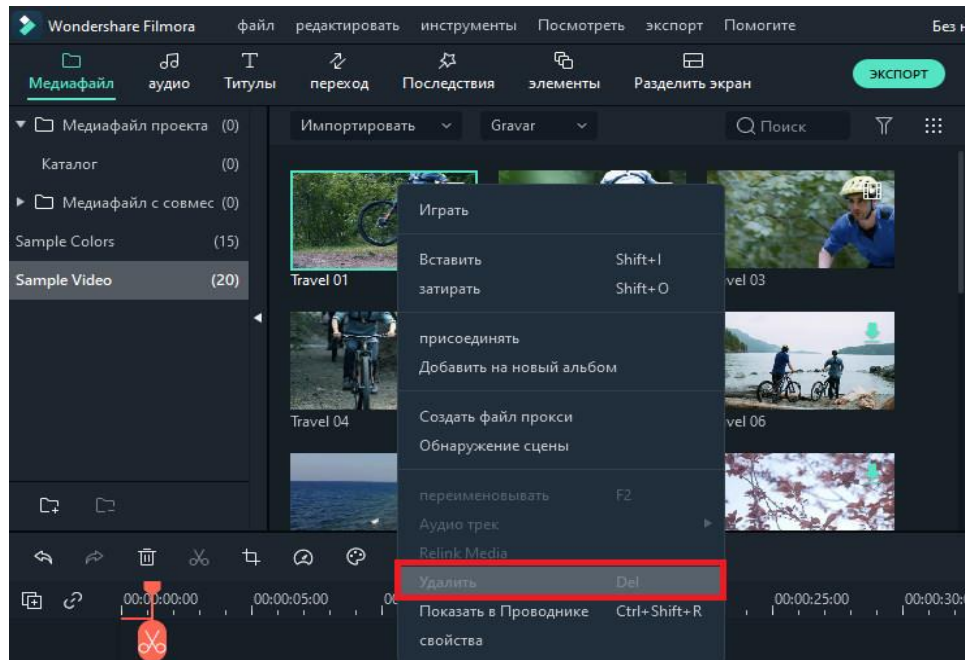 Wondershare Filmora файл редактировать инструменты Посмотреть экспорт Помогите Без
Медиафайл аудио Титулы переход Последствия элементы Разделить экран ЭКСПОРТ
Медиафайл проекта (0) Импортировать Gravar Поиск
Каталог (0)
Медиафайл с совмес (0)
Играть
Sample Colors (15)
Вставить Shift+I
Sample Video (20) Travel 01 vel 03
затирать Shift+O
присоединять
Добавить на новый альбом
Создать файл прокси
Travel 04 vel 06
Обнаружение сцены
переименовывать F2
Аудио трек
Relink Media
Удалить Del
00:00:00:00 00:00:05:00 00 Показать в Проводнике Ctrl+Shift+R 00:00:25:00 00:00:30:
свойства